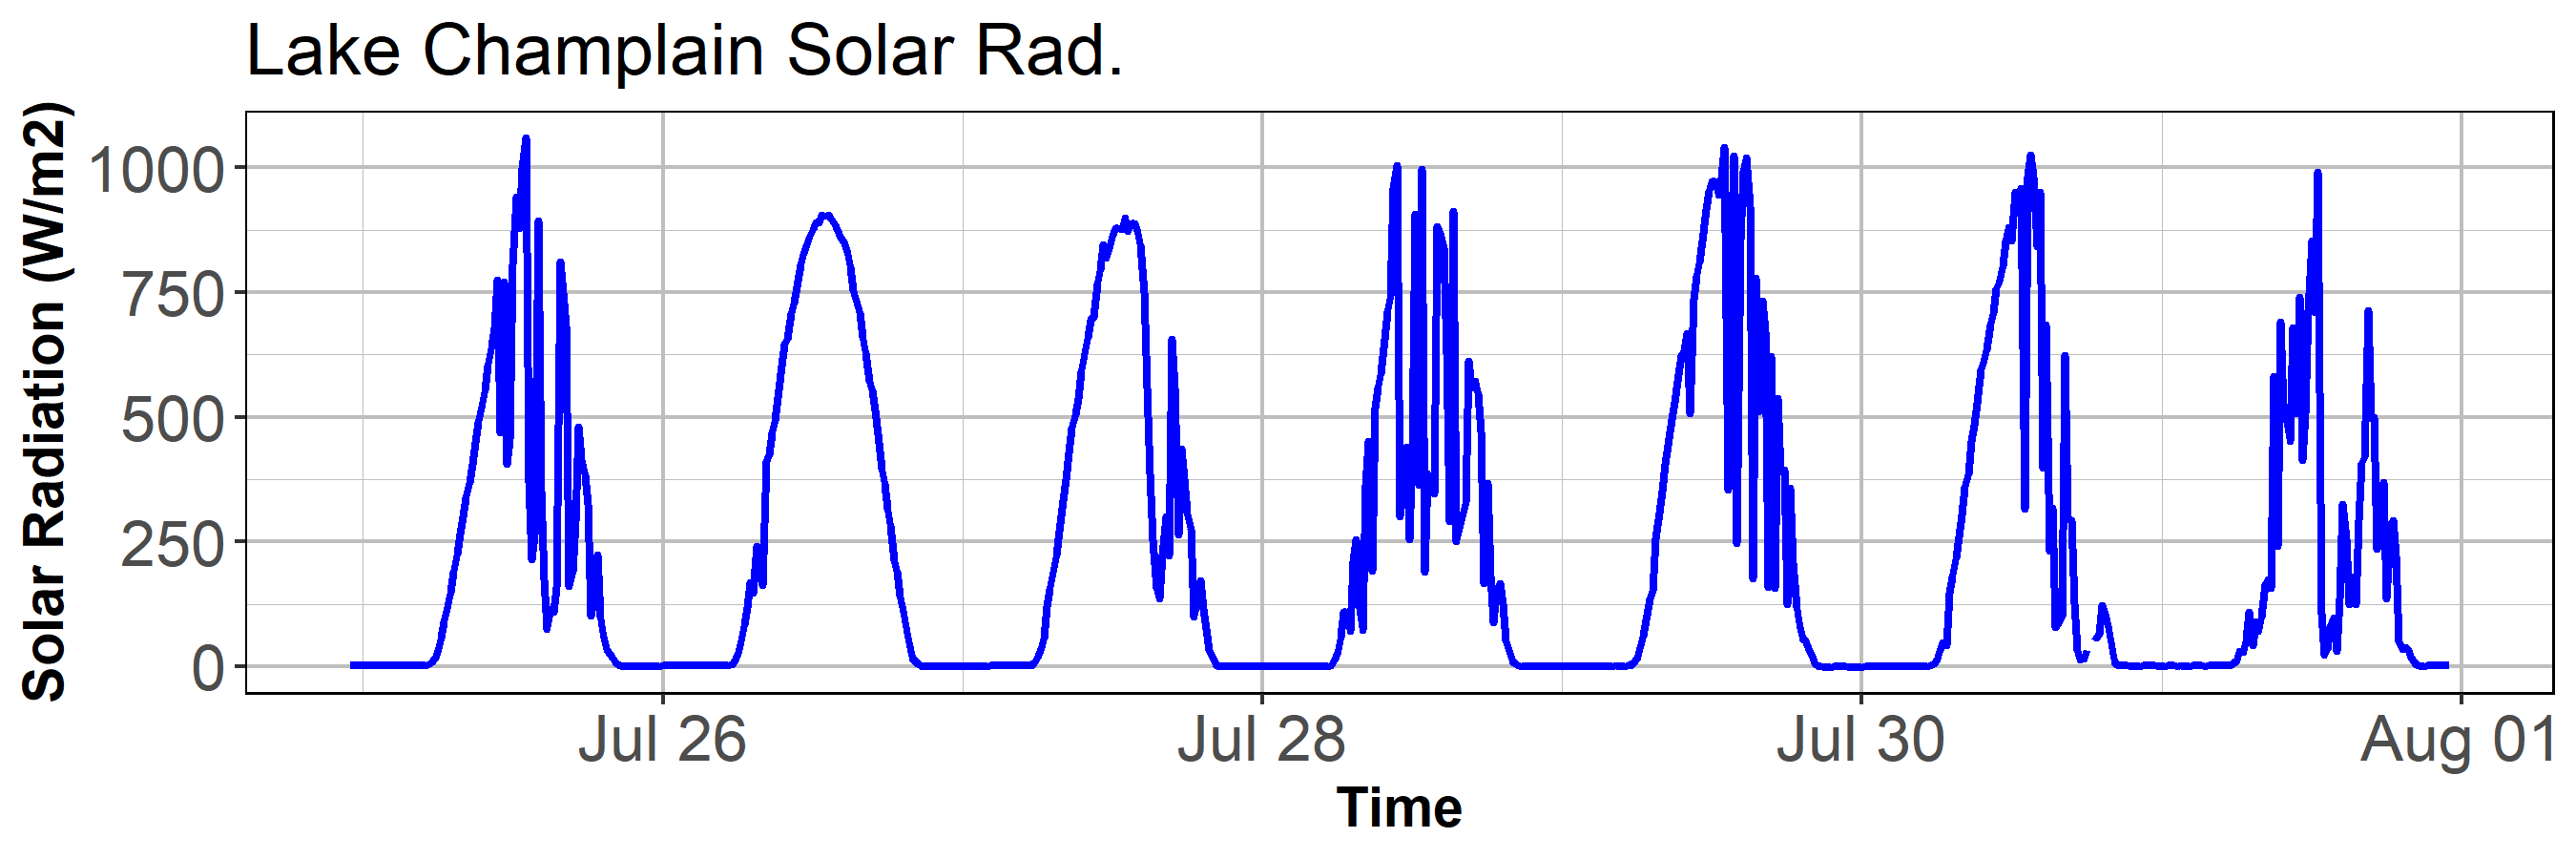 Lake Champlain Solar Rad.
Solar Radiation (W/m2)
1000
750
500
250
0
Jul 26
Jul 28
Jul 30
Aug 01
Time